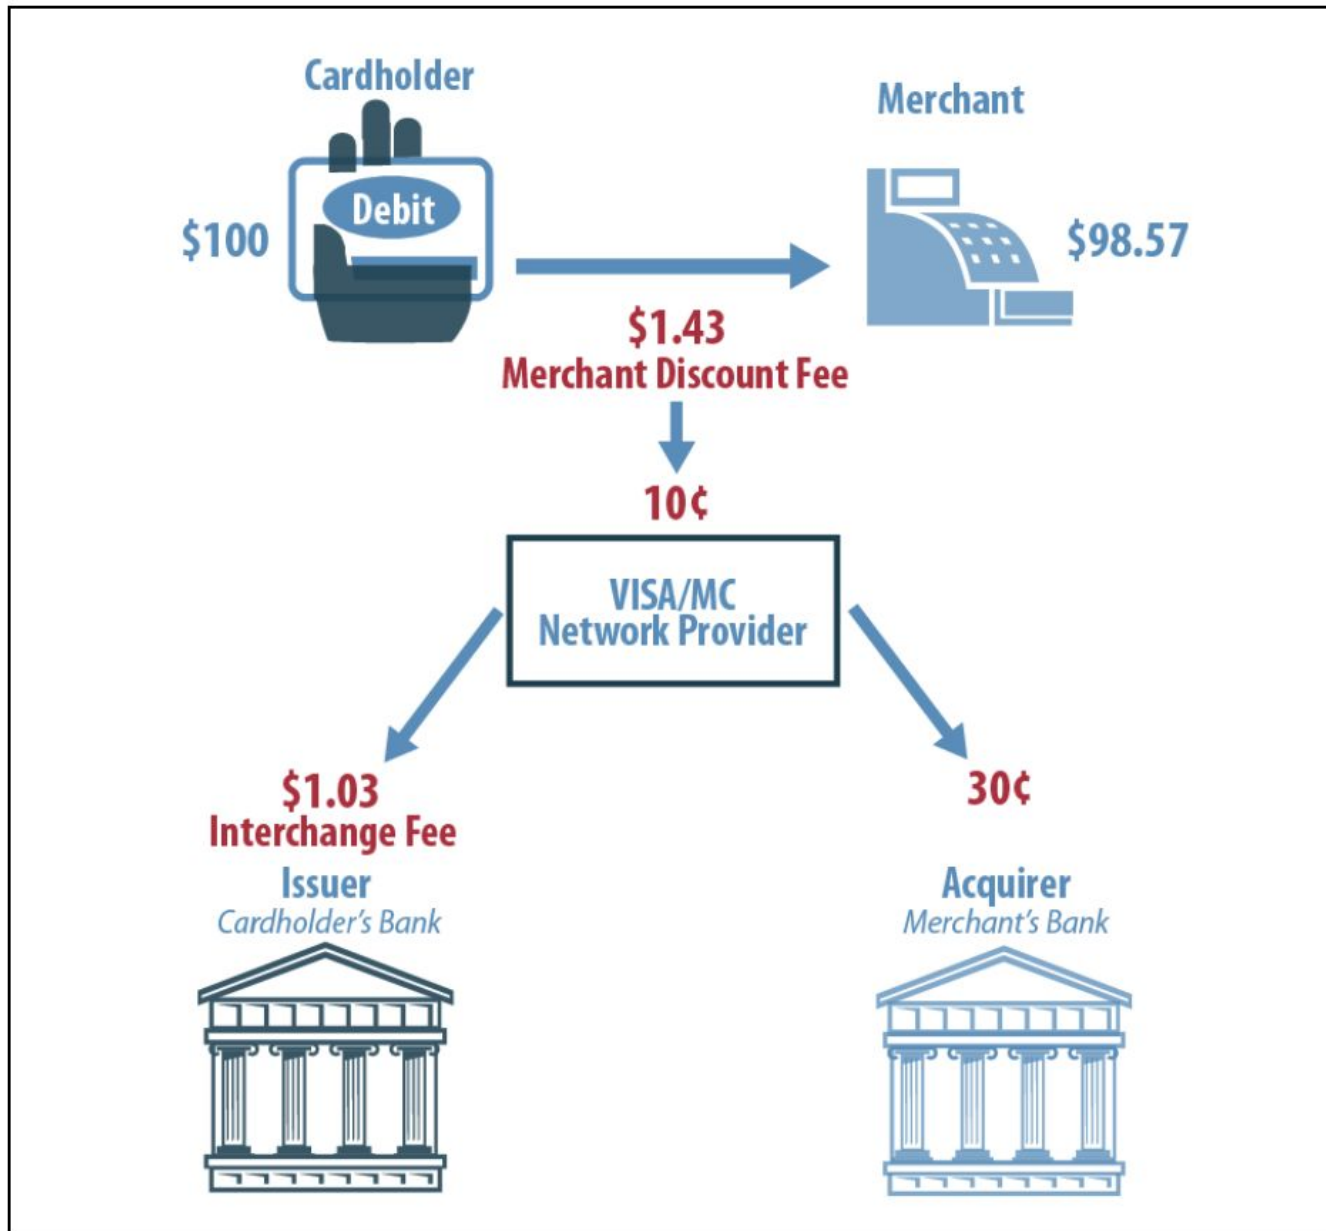 Cardholder
Merchant
Debit
$100
$98.57
$1.43
Merchant Discount Fee
10¢
VISA/MC
Network Provider
$1.03
Interchange Fee
30¢
Issuer
Cardholder's Bank
Acquirer
Merchant's Bank